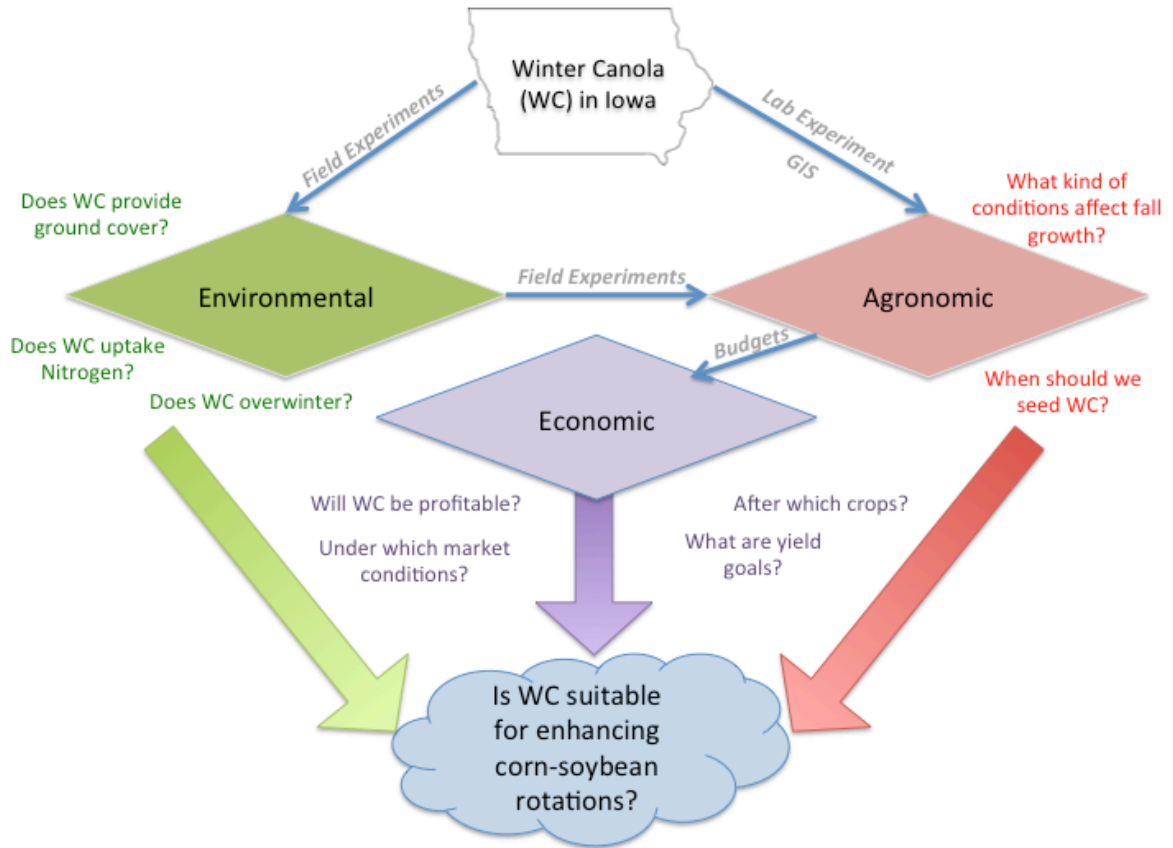 Winter Canola
(WC) in Iowa
Field Experiments
Lab Experiment
GIS
Does WC provide
ground cover?
What kind of
conditions affect fall
growth?
Environmental
Field Experiments
Agronomic
Budgets
Does WC uptake
Nitrogen?
Does WC overwinter?
Economic
When should we
seed WC?
Will WC be profitable?
Under which market
conditions?
After which crops?
What are yield
goals?
Is WC suitable
for enhancing
corn-soybean
rotations?